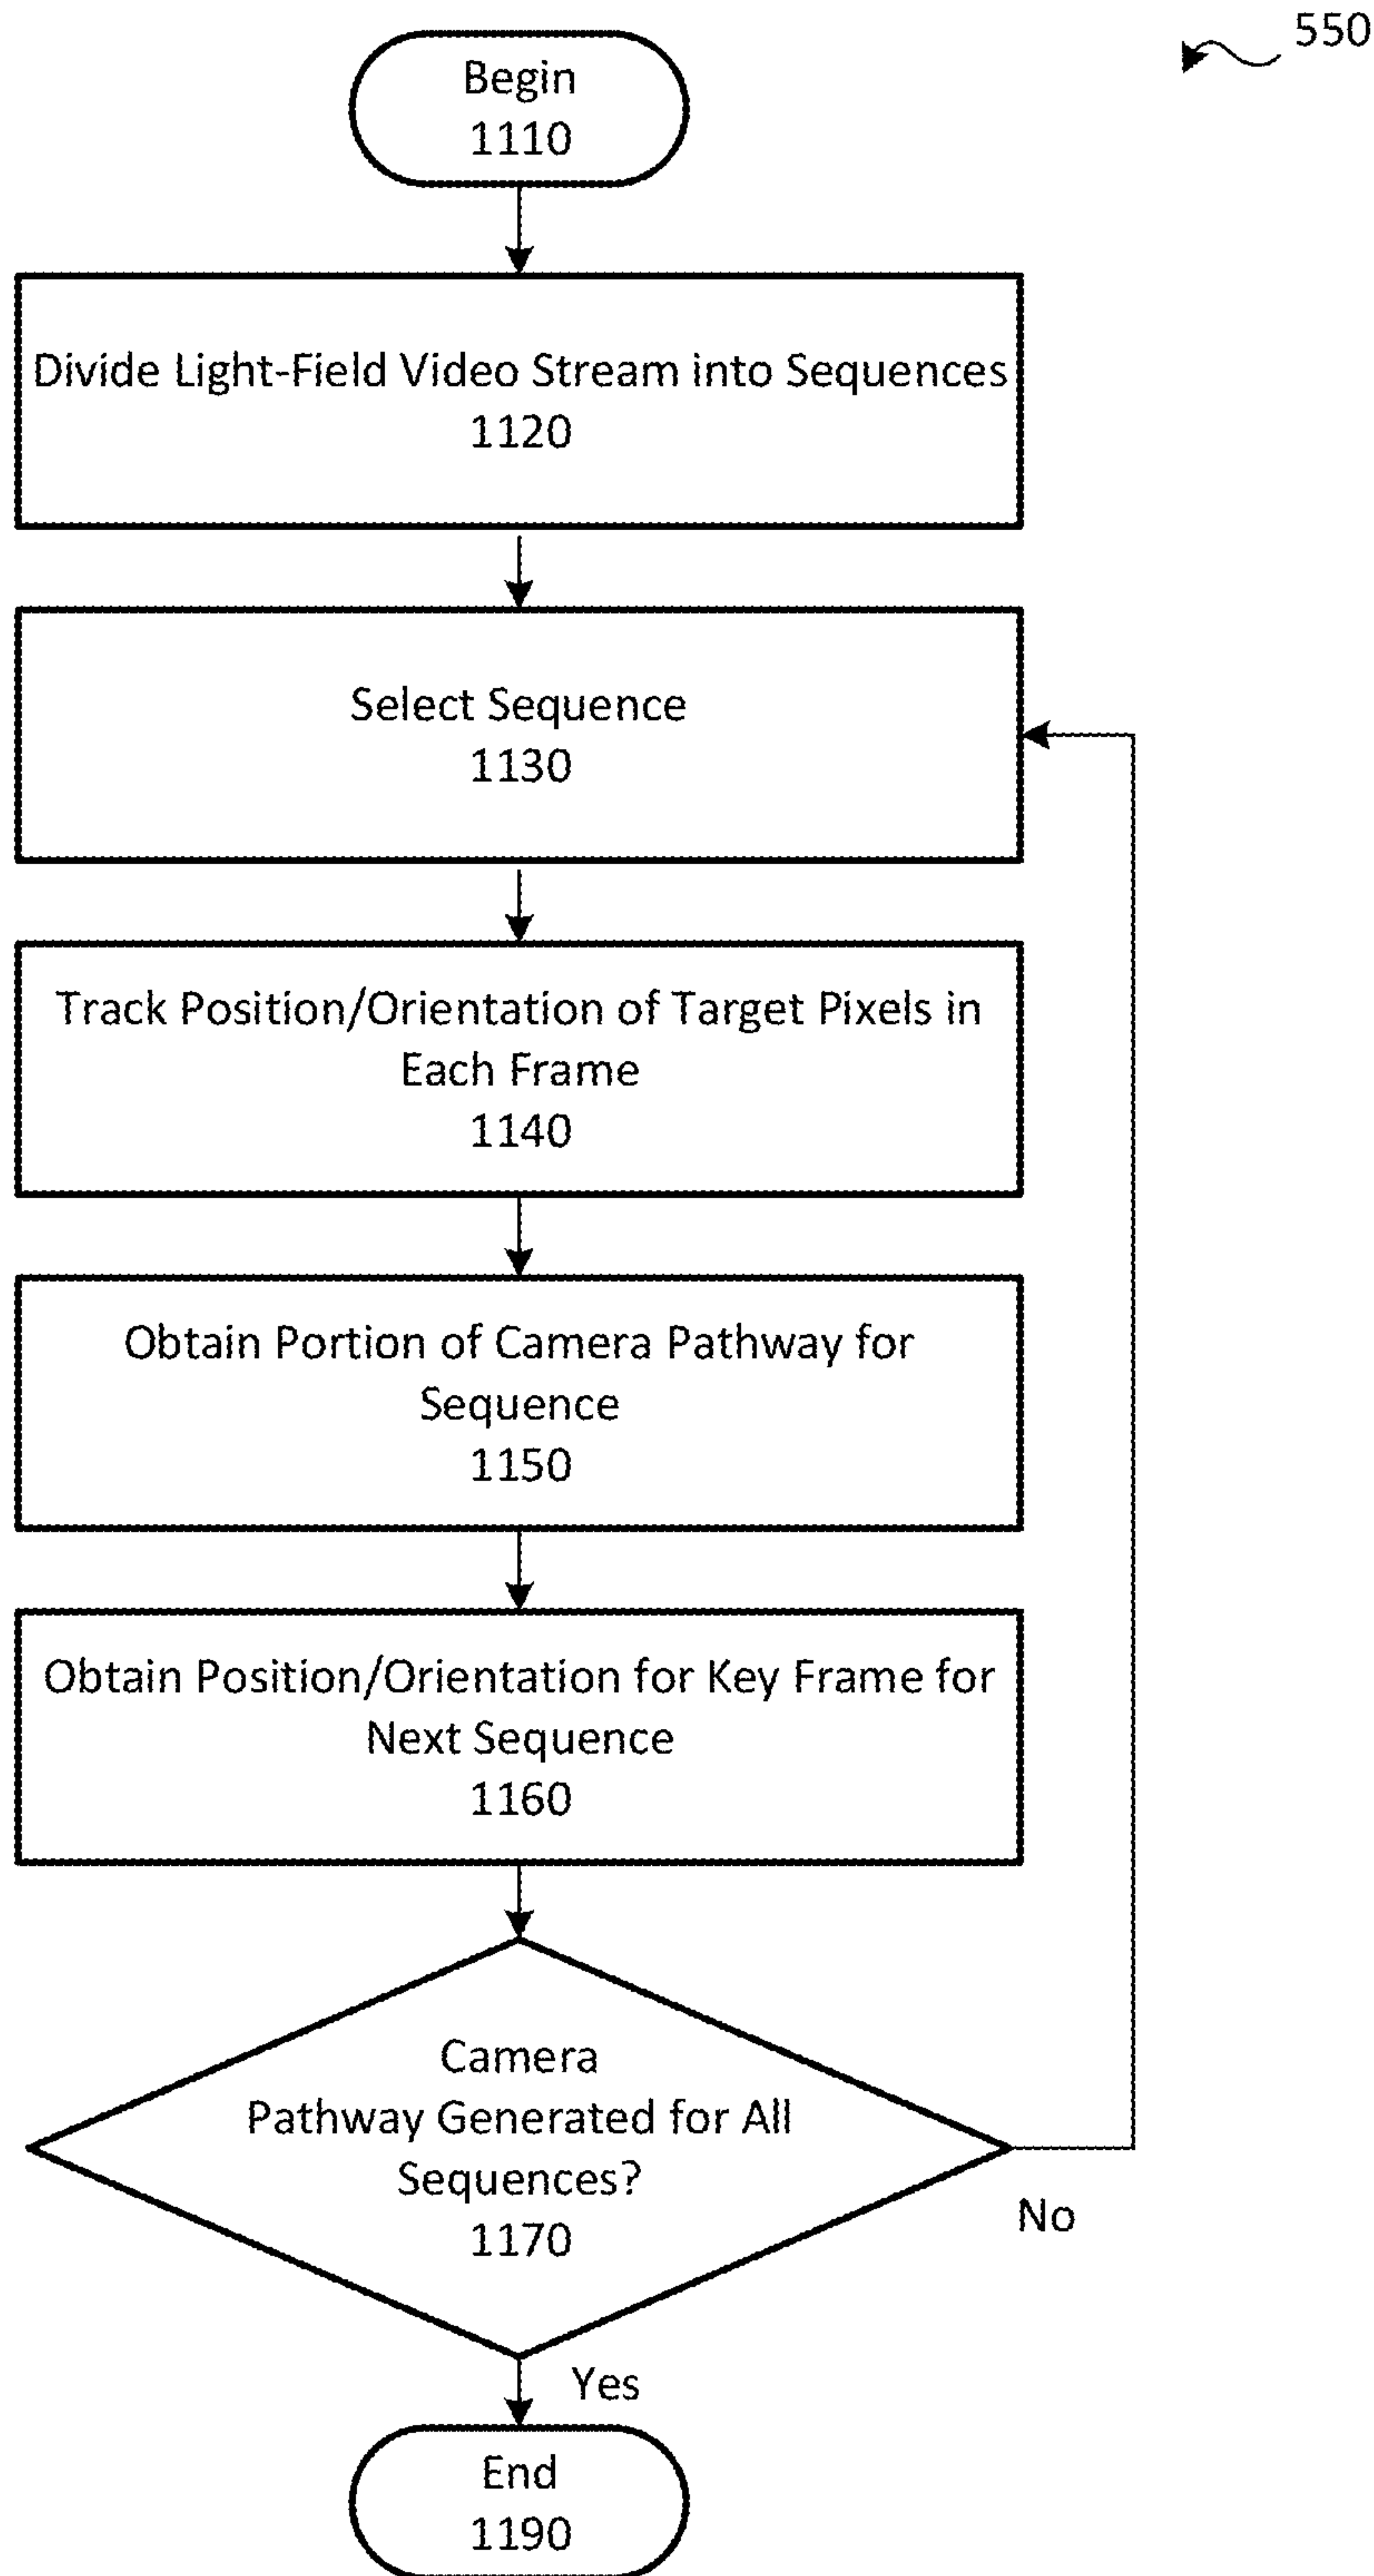 550
Begin
1110
Divide Light-Field Video Stream into Sequences
1120
Select Sequence
1130
Track Position/Orientation of Target Pixels in
Each Frame
1140
Obtain Portion of Camera Pathway for
Sequence
1150
Obtain Position/Orientation for Key Frame for
Next Sequence
1160
Camera
Pathway Generated for All
Sequences?
1170
No
Yes
End
1190